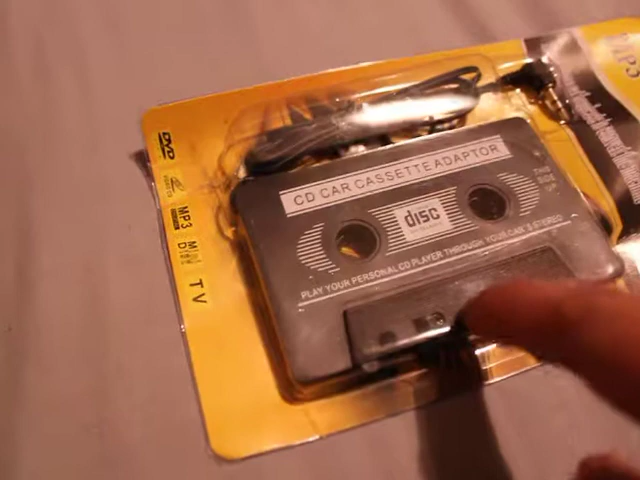 MP3
DVD
MP3
TV
CD CAR CASSETTE ADAPTOR
THIS
SIDE
UP
disc
PLAY YOUR PERSONAL CD PLAYER THROUGH YOUR CAR'S STEREO